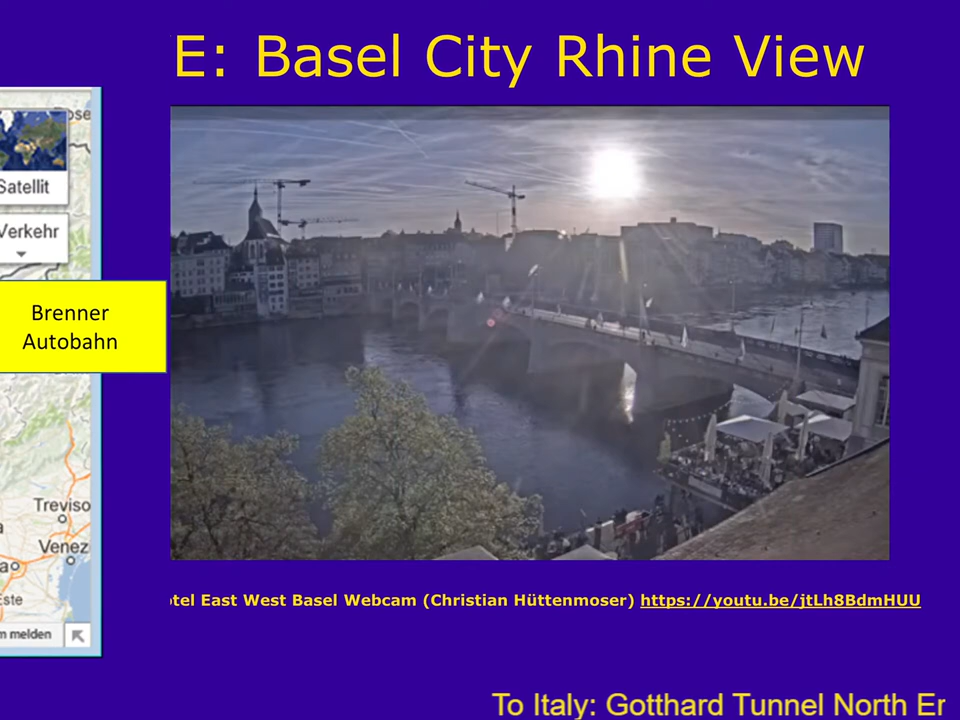 E: Basel City Rhine View
Satellit
Verkehr
Brenner
Autobahn
Treviso
Venez
Este
m melden
tel East West Basel Webcam (Christian Hüttenmoser) https://youtu.be/jtLh8BdmHUU
To Italy: Gotthard Tunnel North Er